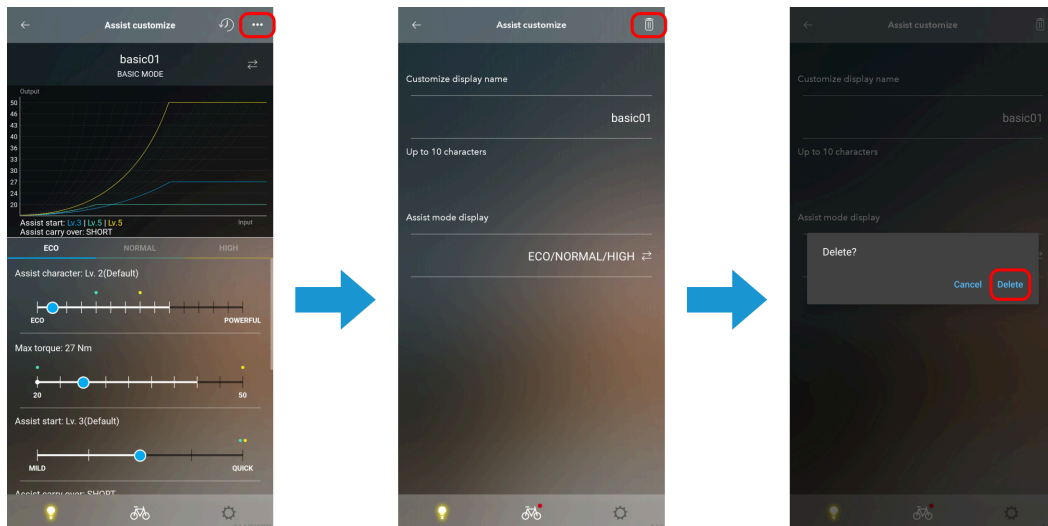 Assist customize
basic01
BASIC MODE
Output
50
46
43
40
36
33
30
27
24
20
Assist start: Lv.3 | Lv.5 | Lv.5
Input
Assist carry over: SHORT
ECO NORMAL HIGH
Assist character: Lv. 2(Default)
ECO POWERFUL
Max torque: 27 Nm
20 50
Assist start: Lv. 3(Default)
MILD QUICK
Assist carry over: SHORT
Assist customize
Customize display name
basic01
Up to 10 characters
Assist mode display
ECO/NORMAL/HIGH
Assist customize
Customize display name
basic01
Up to 10 characters
Assist mode display
Delete?
Cancel Delete